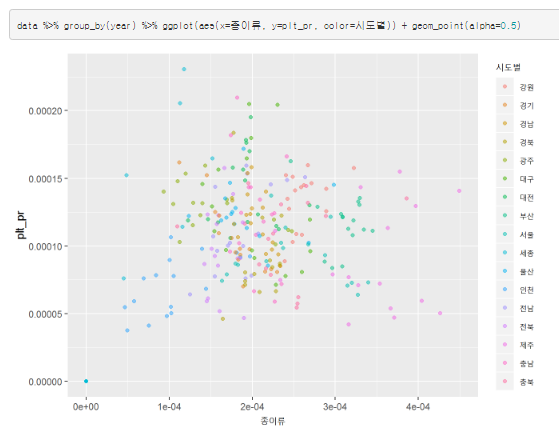 data %>% group_by(year) %>% ggplot(aes(x=종이류, y=plt_pr, color=시도별)) + geom_point(alpha=0.5)
시도별
강원
경기
경남
경북
광주
대구
대전
부산
서울
세종
울산
인천
전남
전북
제주
충남
충북
plt_pr
0.00020
0.00015
0.00010
0.00005
0.00000
0e+00 1e-04 2e-04 3e-04 4e-04
종이류